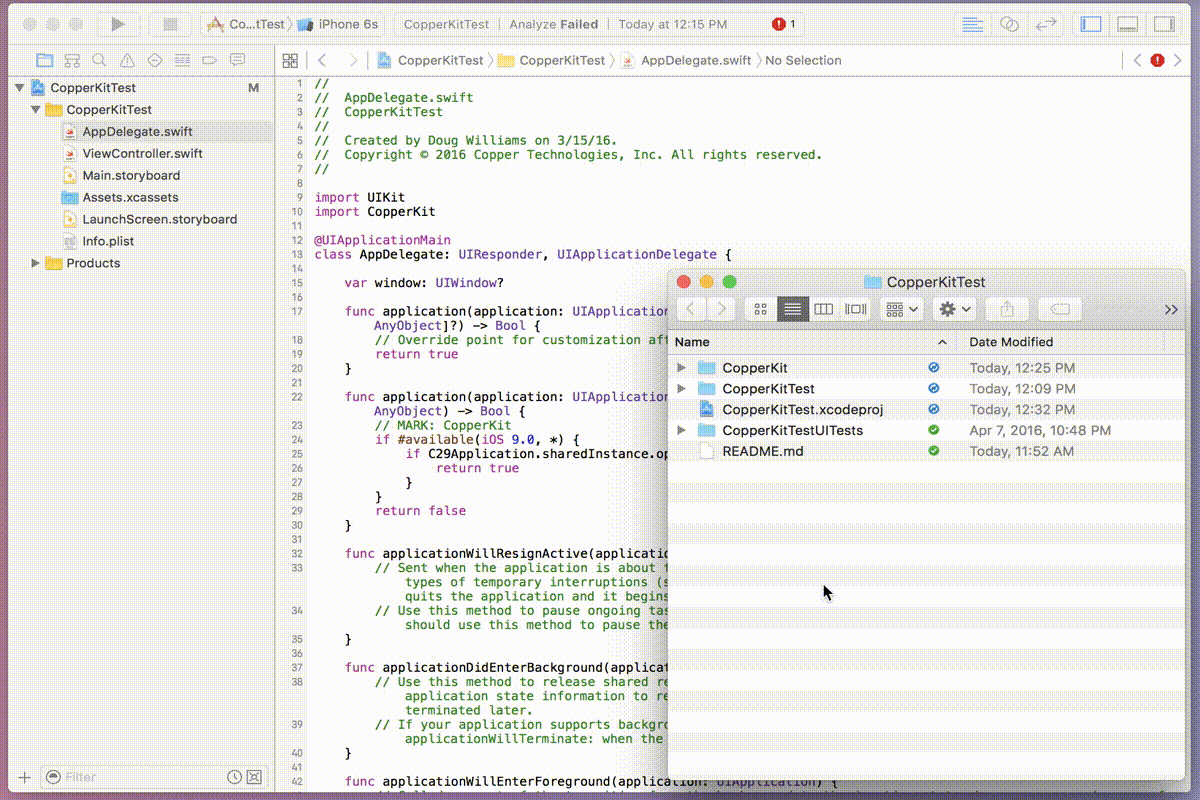 Co...tTest iPhone 6s CopperKitTest | Analyze Failed | Today at 12:15 PM 1
CopperKitTest CopperKitTest AppDelegate.swift No Selection
CopperKitTest M
CopperKitTest
AppDelegate.swift
ViewController.swift
Main.storyboard
Assets.xcassets
LaunchScreen.storyboard
Info.plist
Products
Filter
1 //
2 // AppDelegate.swift
3 // CopperKitTest
4 //
5 // Created by Doug Williams on 3/15/16.
6 // Copyright © 2016 Copper Technologies, Inc. All rights reserved.
7 //
8
9 import UIKit
10 import CopperKit
11
12 @UIApplicationMain
13 class AppDelegate: UIResponder, UIApplicationDelegate {
14
15 var window: UIWindow?
16
17 func application(application: UIApplication
AnyObject]?) -> Bool {
18 // Override point for customization aft
19 return true
20 }
21
22 func application(application: UIApplication
AnyObject) -> Bool {
23 // MARK: CopperKit
24 if #available(iOS 9.0, *) {
25 if C29Application.sharedInstance.op
26 return true
27 }
28 }
29 return false
30 }
31
32 func applicationWillResignActive(application
33 // Sent when the application is about t
types of temporary interruptions (s
quits the application and it begins
34 // Use this method to pause ongoing tas
should use this method to pause the
35 }
36
37 func applicationDidEnterBackground(applicat
38 // Use this method to release shared re
application state information to re
terminated later.
39 // If your application supports backgro
applicationWillTerminate: when the
40 }
41
42 func applicationWillEnterForeground(application: UIApplication) {
CopperKitTest
Name Date Modified
CopperKit Today, 12:25 PM
CopperKitTest Today, 12:09 PM
CopperKitTest.xcodeproj Today, 12:32 PM
CopperKitTestUITests Apr 7, 2016, 10:48 PM
README.md Today, 11:52 AM